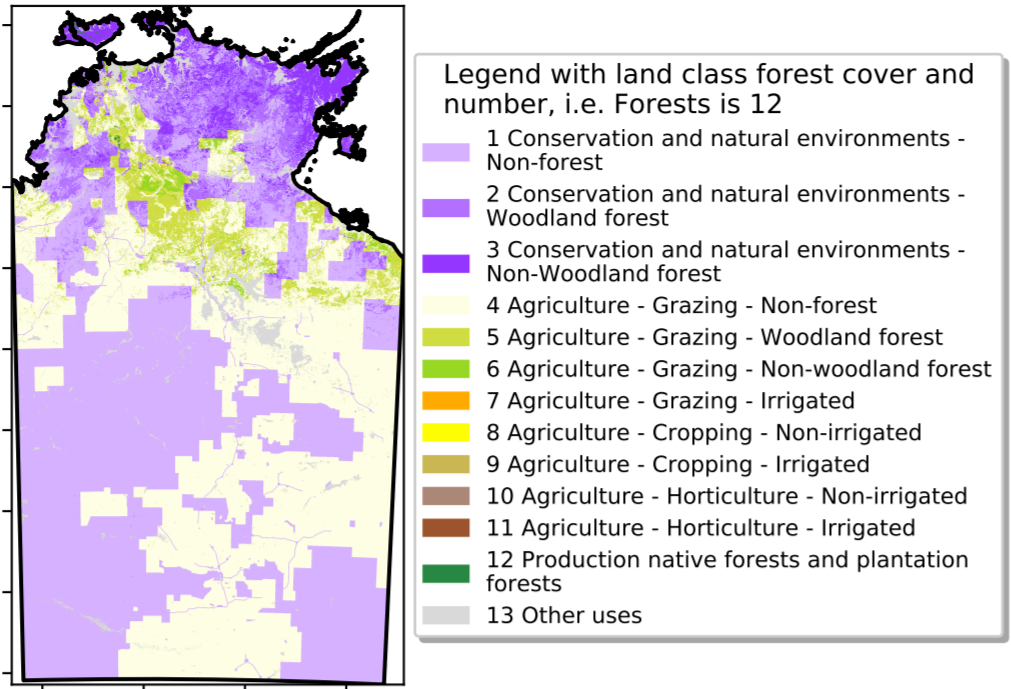 Legend with land class forest cover and
number, i.e. Forests is 12
1 Conservation and natural environments -
Non-forest
2 Conservation and natural environments -
Woodland forest
3 Conservation and natural environments -
Non-Woodland forest
4 Agriculture - Grazing - Non-forest
5 Agriculture - Grazing - Woodland forest
6 Agriculture - Grazing - Non-woodland forest
7 Agriculture - Grazing - Irrigated
8 Agriculture - Cropping - Non-irrigated
9 Agriculture - Cropping - Irrigated
10 Agriculture - Horticulture - Non-irrigated
11 Agriculture - Horticulture - Irrigated
12 Production native forests and plantation
forests
13 Other uses